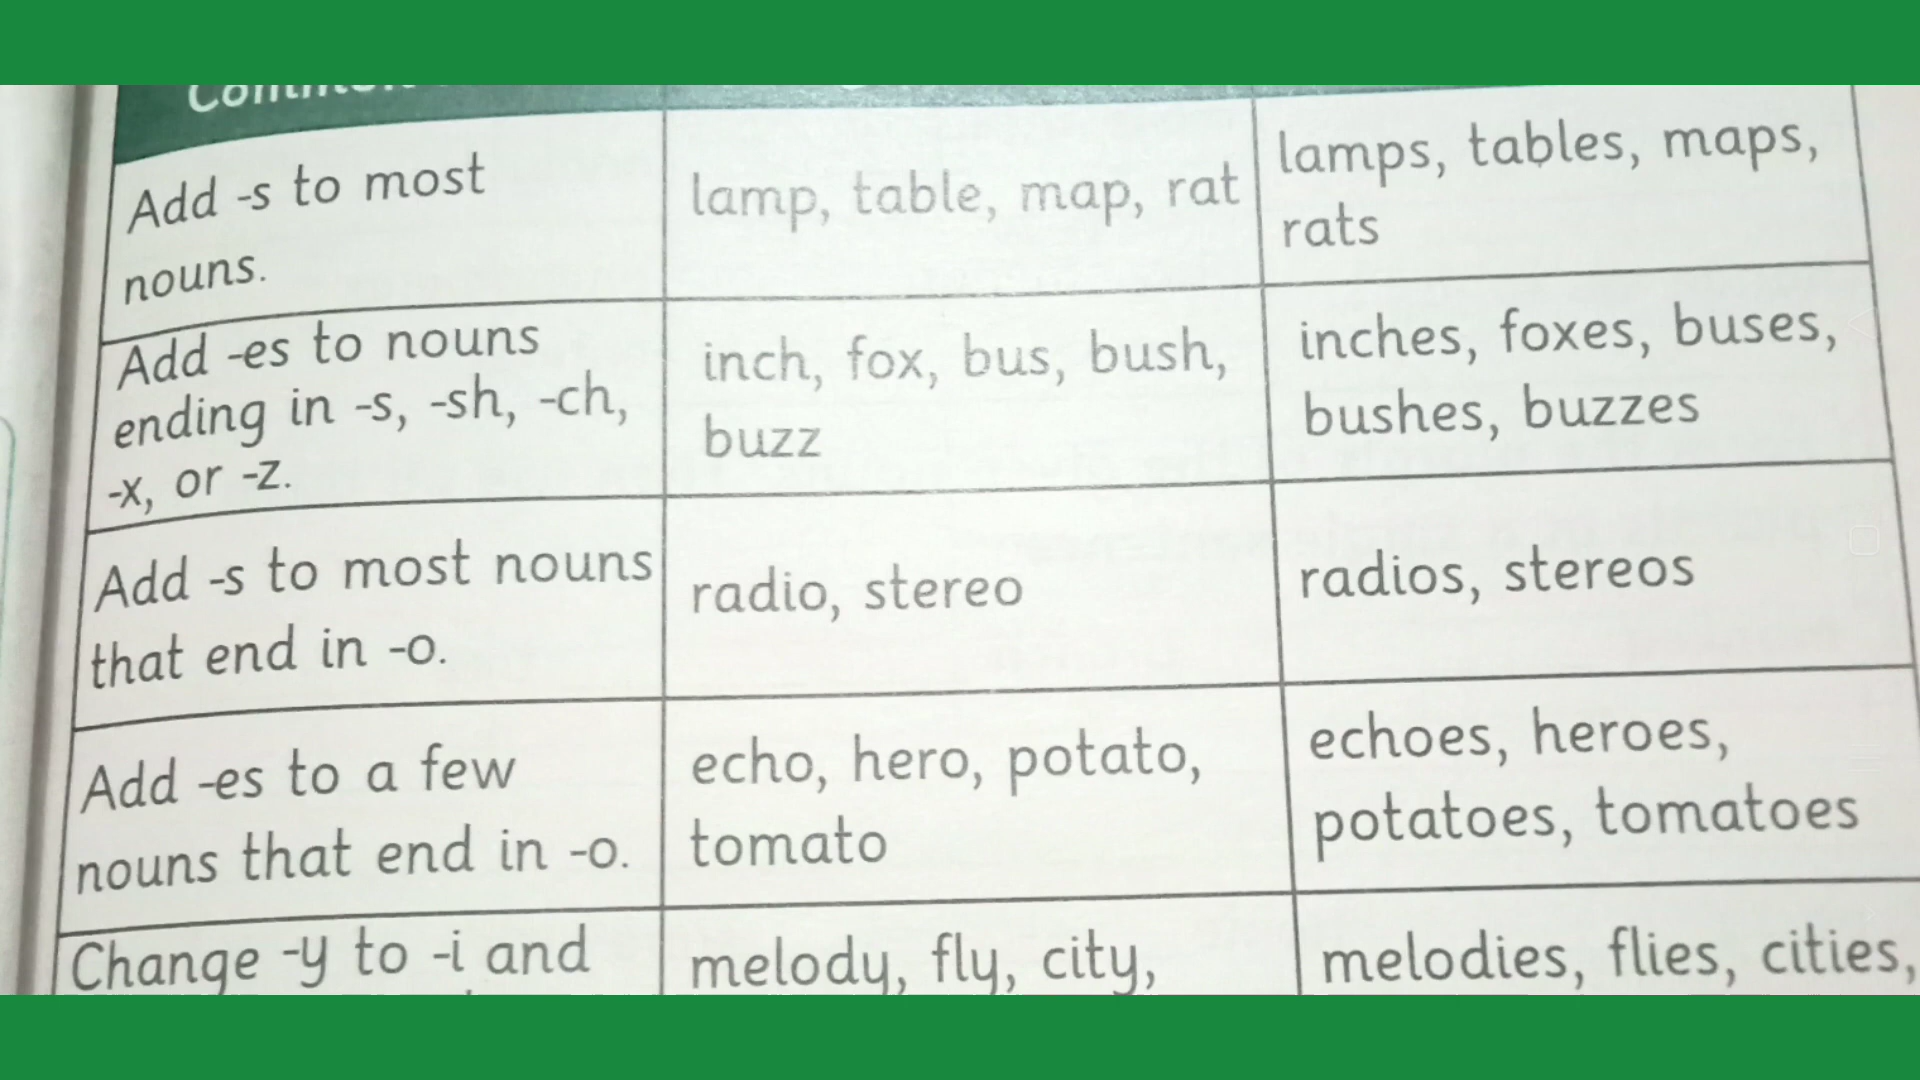 Add -s to most
nouns.
lamp, table, map, rat
lamps, tables, maps,
rats
Add -es to nouns
ending in -s, -sh, -ch,
-x, or -z.
inch, fox, bus, bush,
buzz
inches, foxes, buses,
bushes, buzzes
Add -s to most nouns
that end in -o.
radio, stereo
radios, stereos
Add -es to a few
nouns that end in -o.
echo, hero, potato,
tomato
echoes, heroes,
potatoes, tomatoes
Change -y to -i and
melody, fly, city,
melodies, flies, cities,